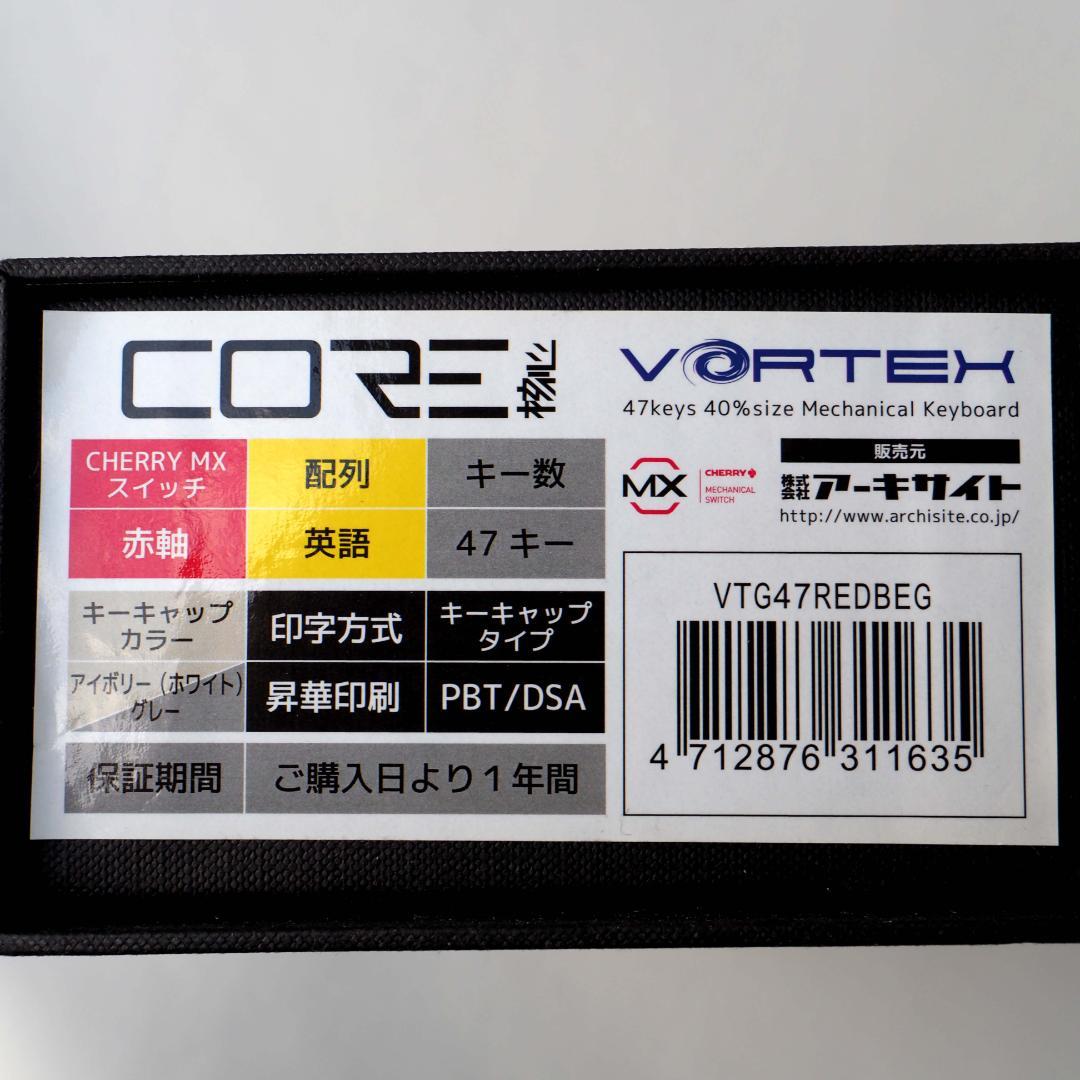 CORE 核心
VORTEX
47keys 40%size Mechanical Keyboard
CHERRY MX
スイッチ
配列
キー数
赤軸
英語
47 キー
キーキャップ
カラー
印字方式
キーキャップ
タイプ
アイボリー（ホワイト）
グレー
昇華印刷
PBT/DSA
保証期間
ご購入日より1年間
MX
CHERRY
MECHANICAL
SWITCH
販売元
株式会社アーキサイト
http://www.archisite.co.jp/
VTG47REDBEG
4 712876 311635